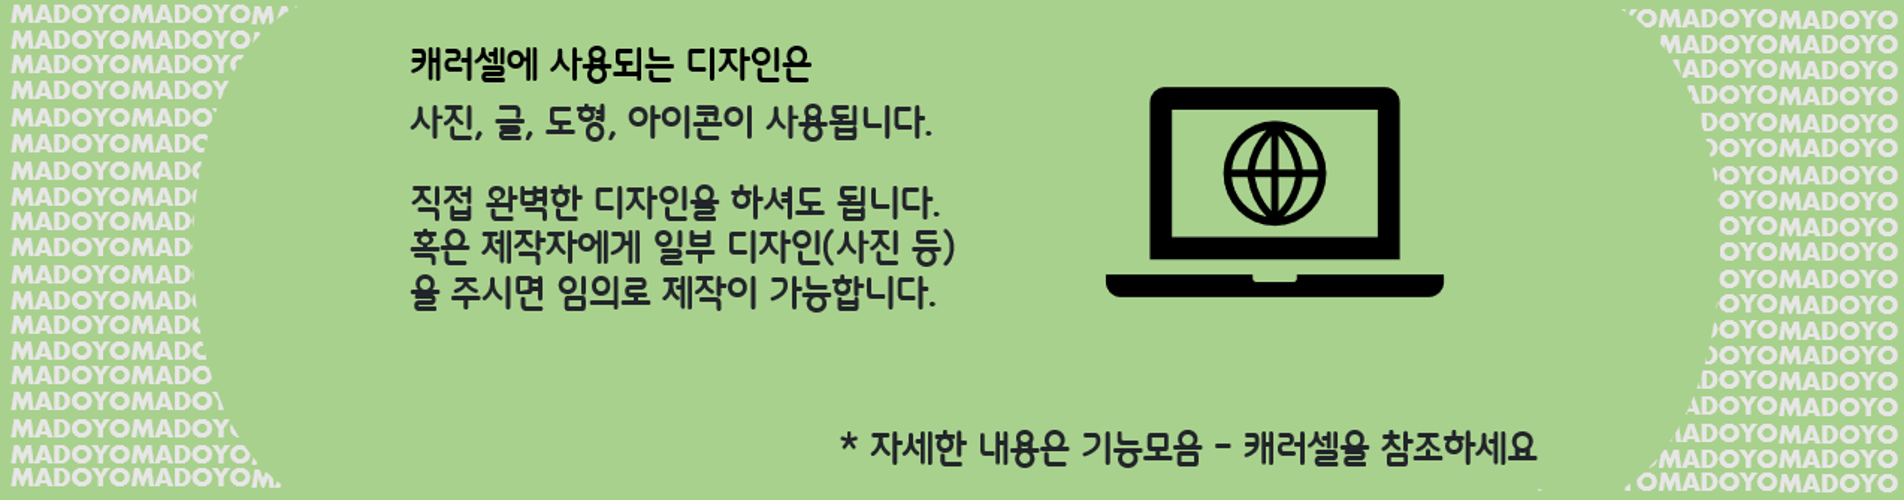 캐러셀에 사용되는 디자인은
사진, 글, 도형, 아이콘이 사용됩니다.
직접 완벽한 디자인을 하셔도 됩니다.
혹은 제작자에게 일부 디자인(사진 등)
을 주시면 임의로 제작이 가능합니다.
* 자세한 내용은 기능모음 - 캐러셀을 참조하세요
MADOYOMADOYOMA
MADOYOMADOYO
MADOYOMADOYO
MADOYOMADOY
MADOYOMADO
MADOYOMADO
MADOYOMAD
MADOYOMAD
MADOYOMAD
MADOYOMAD
MADOYOMAD
MADOYOMAD
MADOYOMAD
MADOYOMADO
MADOYOMADO
MADOYOMADO
MADOYOMADOY
MADOYOMADOYO
MADOYOMADOYOM
YOMADOYOMADOYO
MADOYOMADOYO
MADOYOMADOYO
ADOYOMADOYO
DOYOMADOYO
OYOMADOYO
OYOMADOYO
OYOMADOYO
OYOMADOYO
OYOMADOYO
OYOMADOYO
OYOMADOYO
OYOMADOYO
DOYOMADOYO
DOYOMADOYO
ADOYOMADOYO
MADOYOMADOYO
MADOYOMADOYO
YOMADOYOMADOYO